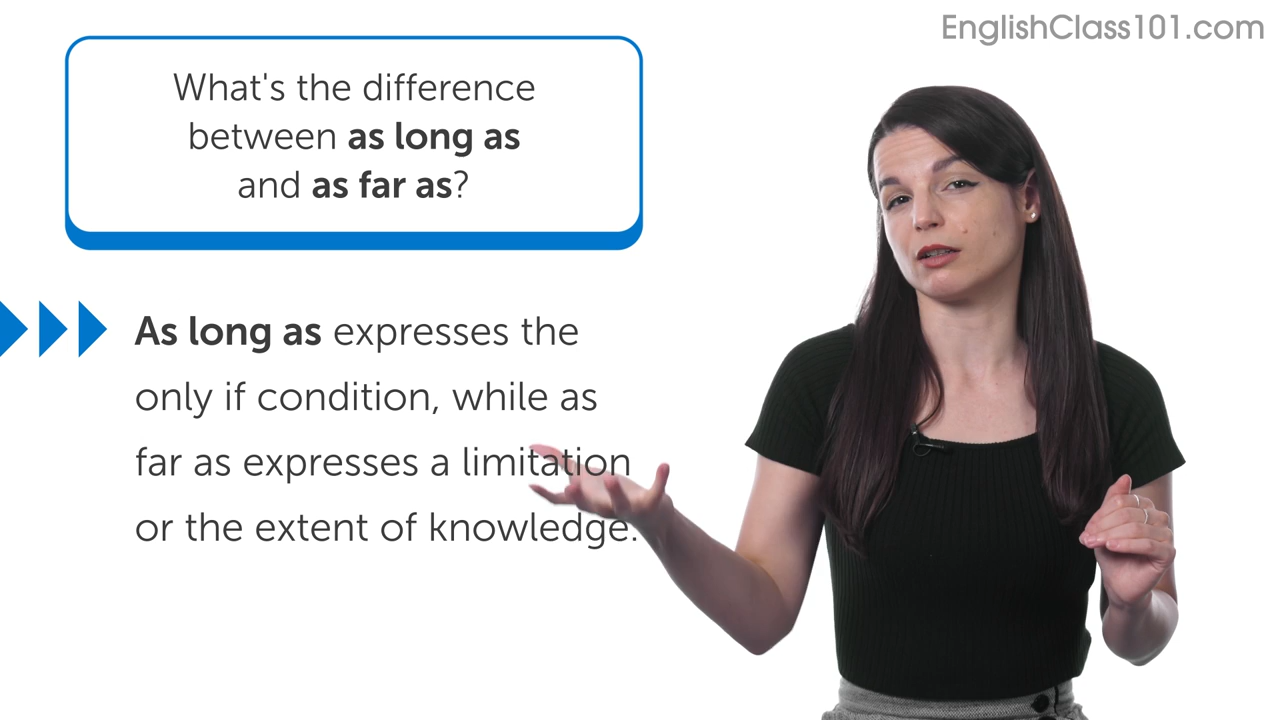 EnglishClass101.com
What's the difference
between as long as
and as far as?
As long as expresses the
only if condition, while as
far as expresses a limitation
or the extent of knowledge.